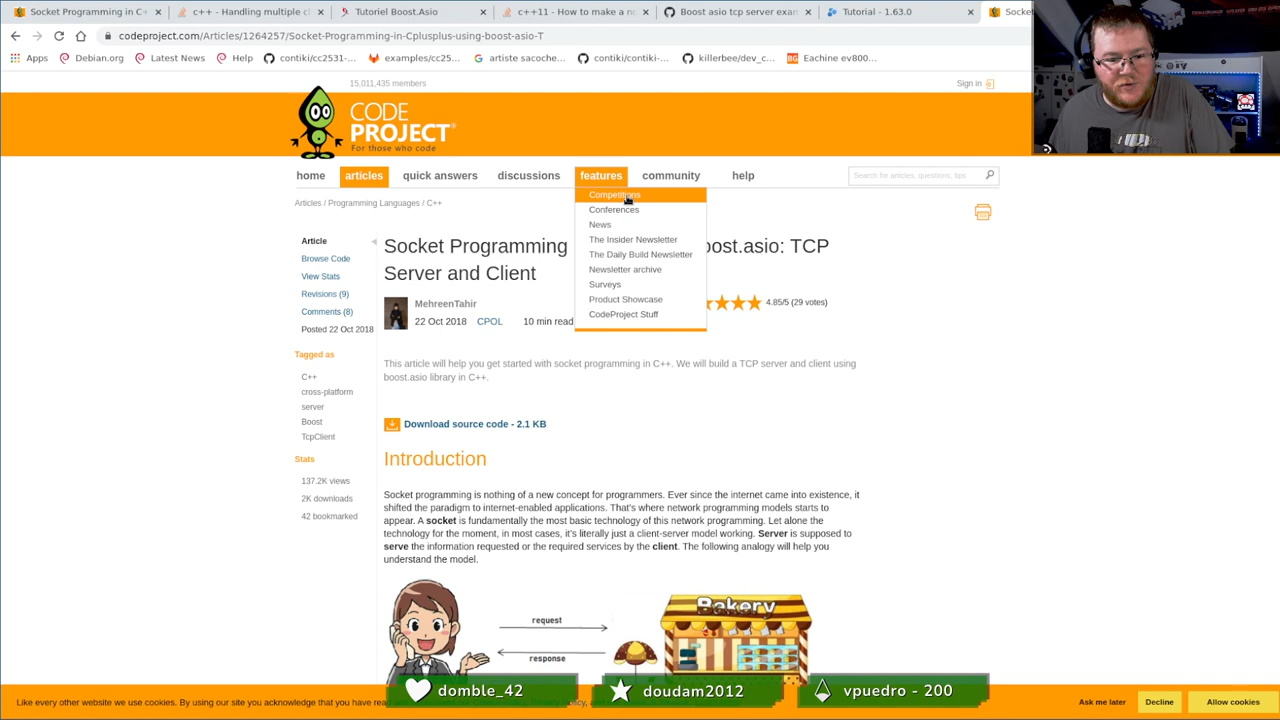 Socket Programming in C+
c++ - Handling multiple cl
Tutoriel Boost.Asio
c++11 - How to make a no
Boost asio tcp server exam
Tutorial - 1.63.0
Socket
codeproject.com/Articles/1264257/Socket-Programming-in-Cplusplus-using-boost-asio-T
Apps
Debian.org
Latest News
Help
contiki/cc2531-...
examples/cc25...
artiste sacoche...
contiki/contiki-...
killerbee/dev_c...
Eachine ev800...
15,011,435 members
Sign in
CODE
PROJECT®
For those who code
home
articles
quick answers
discussions
features
community
help
Search for articles, questions, tips
Competitions
Conferences
News
The Insider Newsletter
The Daily Build Newsletter
Newsletter archive
Surveys
Product Showcase
CodeProject Stuff
Articles / Programming Languages / C++
Article
Browse Code
View Stats
Revisions (9)
Comments (8)
Posted 22 Oct 2018
Tagged as
C++
cross-platform
server
Boost
TcpClient
Stats
137.2K views
2K downloads
42 bookmarked
Socket Programming oost.asio: TCP
Server and Client
MehreenTahir
22 Oct 2018 CPOL 10 min read
4.85/5 (29 votes)
This article will help you get started with socket programming in C++. We will build a TCP server and client using
boost.asio library in C++.
Download source code - 2.1 KB
Introduction
Socket programming is nothing of a new concept for programmers. Ever since the internet came into existence, it
shifted the paradigm to internet-enabled applications. That's where network programming models starts to
appear. A socket is fundamentally the most basic technology of this network programming. Let alone the
technology for the moment, in most cases, it's literally just a client-server model working. Server is supposed to
serve the information requested or the required services by the client. The following analogy will help you
understand the model.
request
response
Bakery
domble_42
doudam2012
vpuedro - 200
Like every other website we use cookies. By using our site you acknowledge that you have rea
Ask me later
Decline
Allow cookies